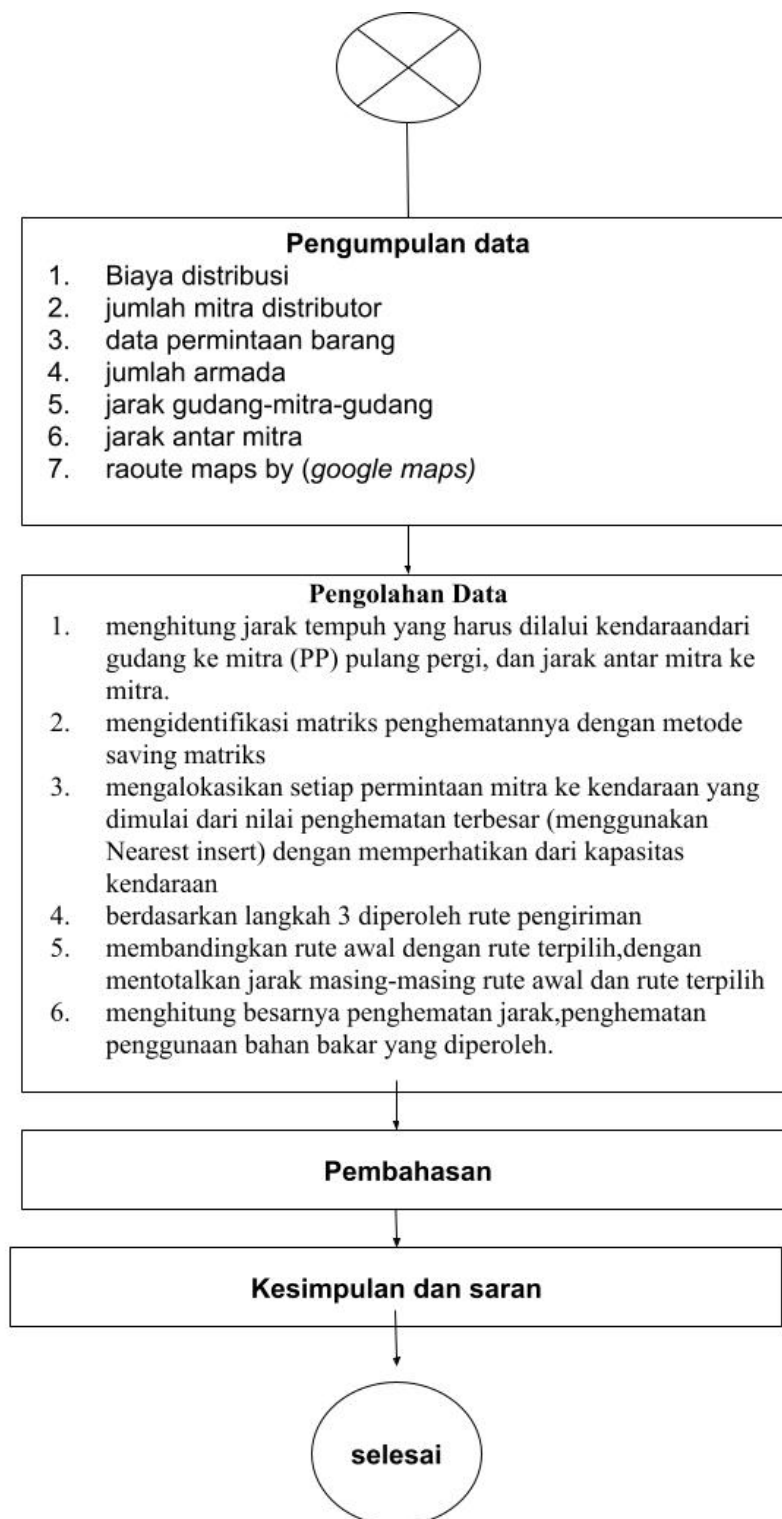 Pengumpulan data
1. Biaya distribusi
2. jumlah mitra distributor
3. data permintaan barang
4. jumlah armada
5. jarak gudang-mitra-gudang
6. jarak antar mitra
7. raoute maps by (google maps)
Pengolahan Data
1. menghitung jarak tempuh yang harus dilalui kendaraandari
gudang ke mitra (PP) pulang pergi, dan jarak antar mitra ke
mitra.
2. mengidentifikasi matriks penghematannya dengan metode
saving matriks
3. mengalokasikan setiap permintaan mitra ke kendaraan yang
dimulai dari nilai penghematan terbesar (menggunakan
Nearest insert) dengan memperhatikan dari kapasitas
kendaraan
4. berdasarkan langkah 3 diperoleh rute pengiriman
5. membandingkan rute awal dengan rute terpilih,dengan
mentotalkan jarak masing-masing rute awal dan rute terpilih
6. menghitung besarnya penghematan jarak,penghematan
penggunaan bahan bakar yang diperoleh.
Pembahasan
Kesimpulan dan saran
selesai